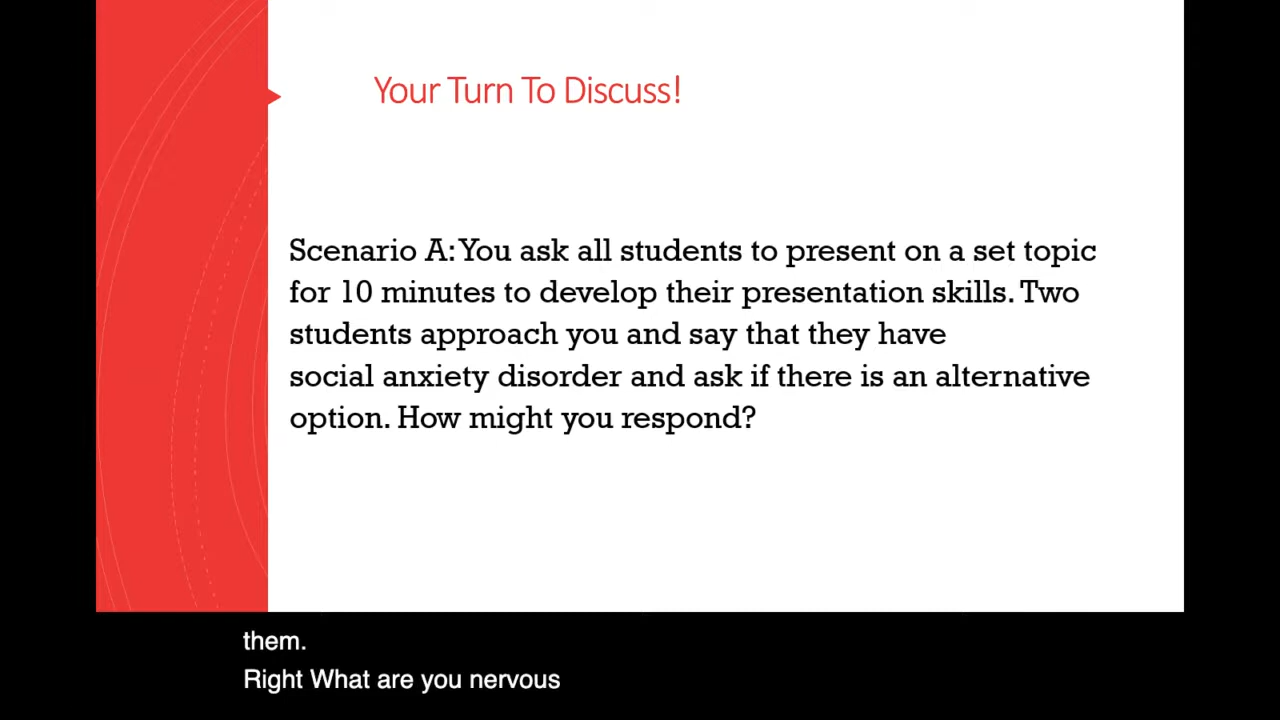 Your Turn To Discuss!
Scenario A: You ask all students to present on a set topic
for 10 minutes to develop their presentation skills. Two
students approach you and say that they have
social anxiety disorder and ask if there is an alternative
option. How might you respond?
them.
Right What are you nervous